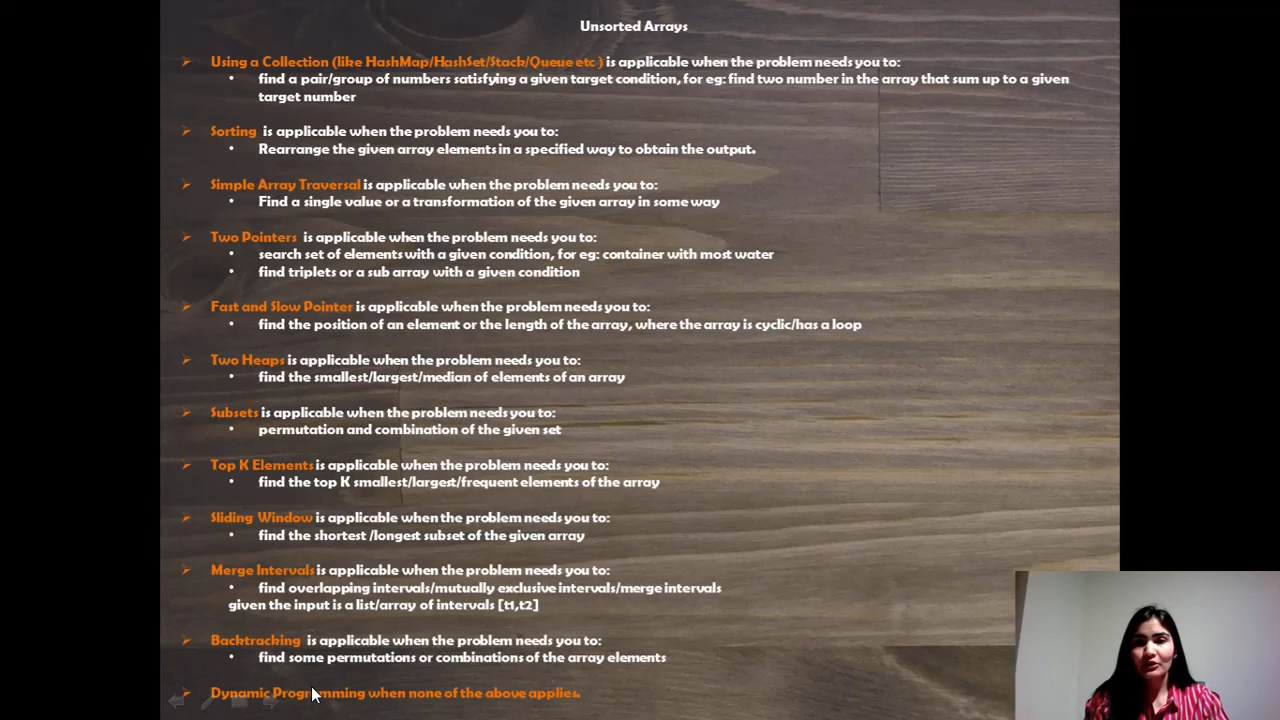 Unsorted Arrays
Using a Collection (like HashMap/HashSet/Stack/Queue etc ) is applicable when the problem needs you to:
find a pair/group of numbers satisfying a given target condition, for eg: find two number in the array that sum up to a given
target number
Sorting is applicable when the problem needs you to:
Rearrange the given array elements in a specified way to obtain the output.
Simple Array Traversal is applicable when the problem needs you to:
Find a single value or a transformation of the given array in some way
Two Pointers is applicable when the problem needs you to:
search set of elements with a given condition, for eg: container with most water
find triplets or a sub array with a given condition
Fast and Slow Pointer is applicable when the problem needs you to:
find the position of an element or the length of the array, where the array is cyclic/has a loop
Two Heaps is applicable when the problem needs you to:
find the smallest/largest/median of elements of an array
Subsets is applicable when the problem needs you to:
permutation and combination of the given set
Top K Elements is applicable when the problem needs you to:
find the top K smallest/largest/frequent elements of the array
Sliding Window is applicable when the problem needs you to:
find the shortest /longest subset of the given array
Merge Intervals is applicable when the problem needs you to:
find overlapping intervals/mutually exclusive intervals/merge intervals
given the input is a list/array of intervals [t1,t2]
Backtracking is applicable when the problem needs you to:
find some permutations or combinations of the array elements
Dynamic Programming when none of the above applies.